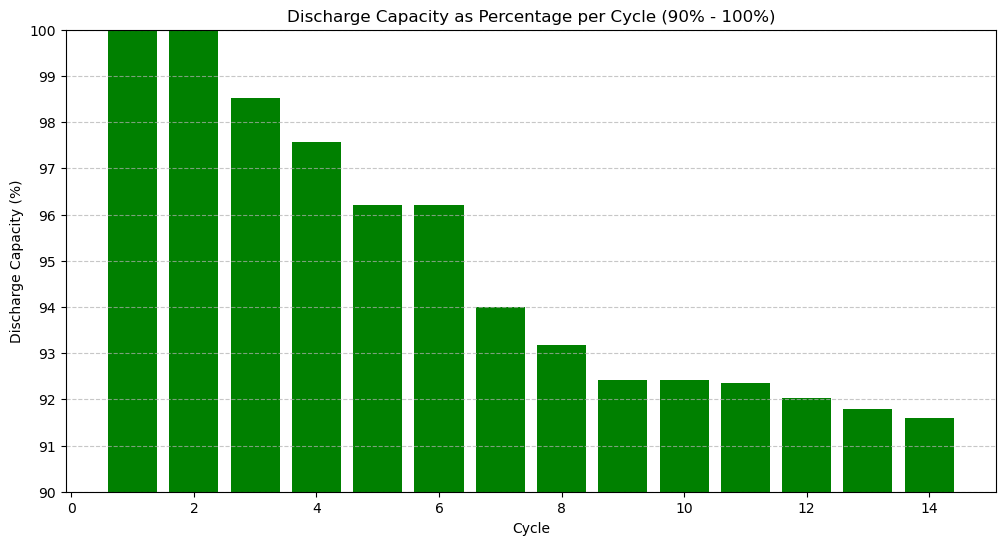 Discharge Capacity as Percentage per Cycle (90% - 100%)
100
99
98
97
96
95
94
93
92
91
90
Discharge Capacity (%)
0 2 4 6 8 10 12 14
Cycle